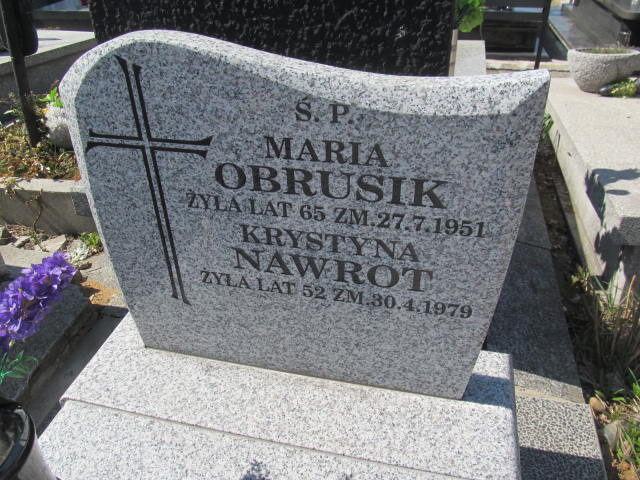 Ś. P.
MARIA
OBRUSIK
ŻYŁA LAT 65 ZM.27.7.1951
KRYSTYNA
NAWROT
ŻYŁA LAT 52 ZM.30.4.1979